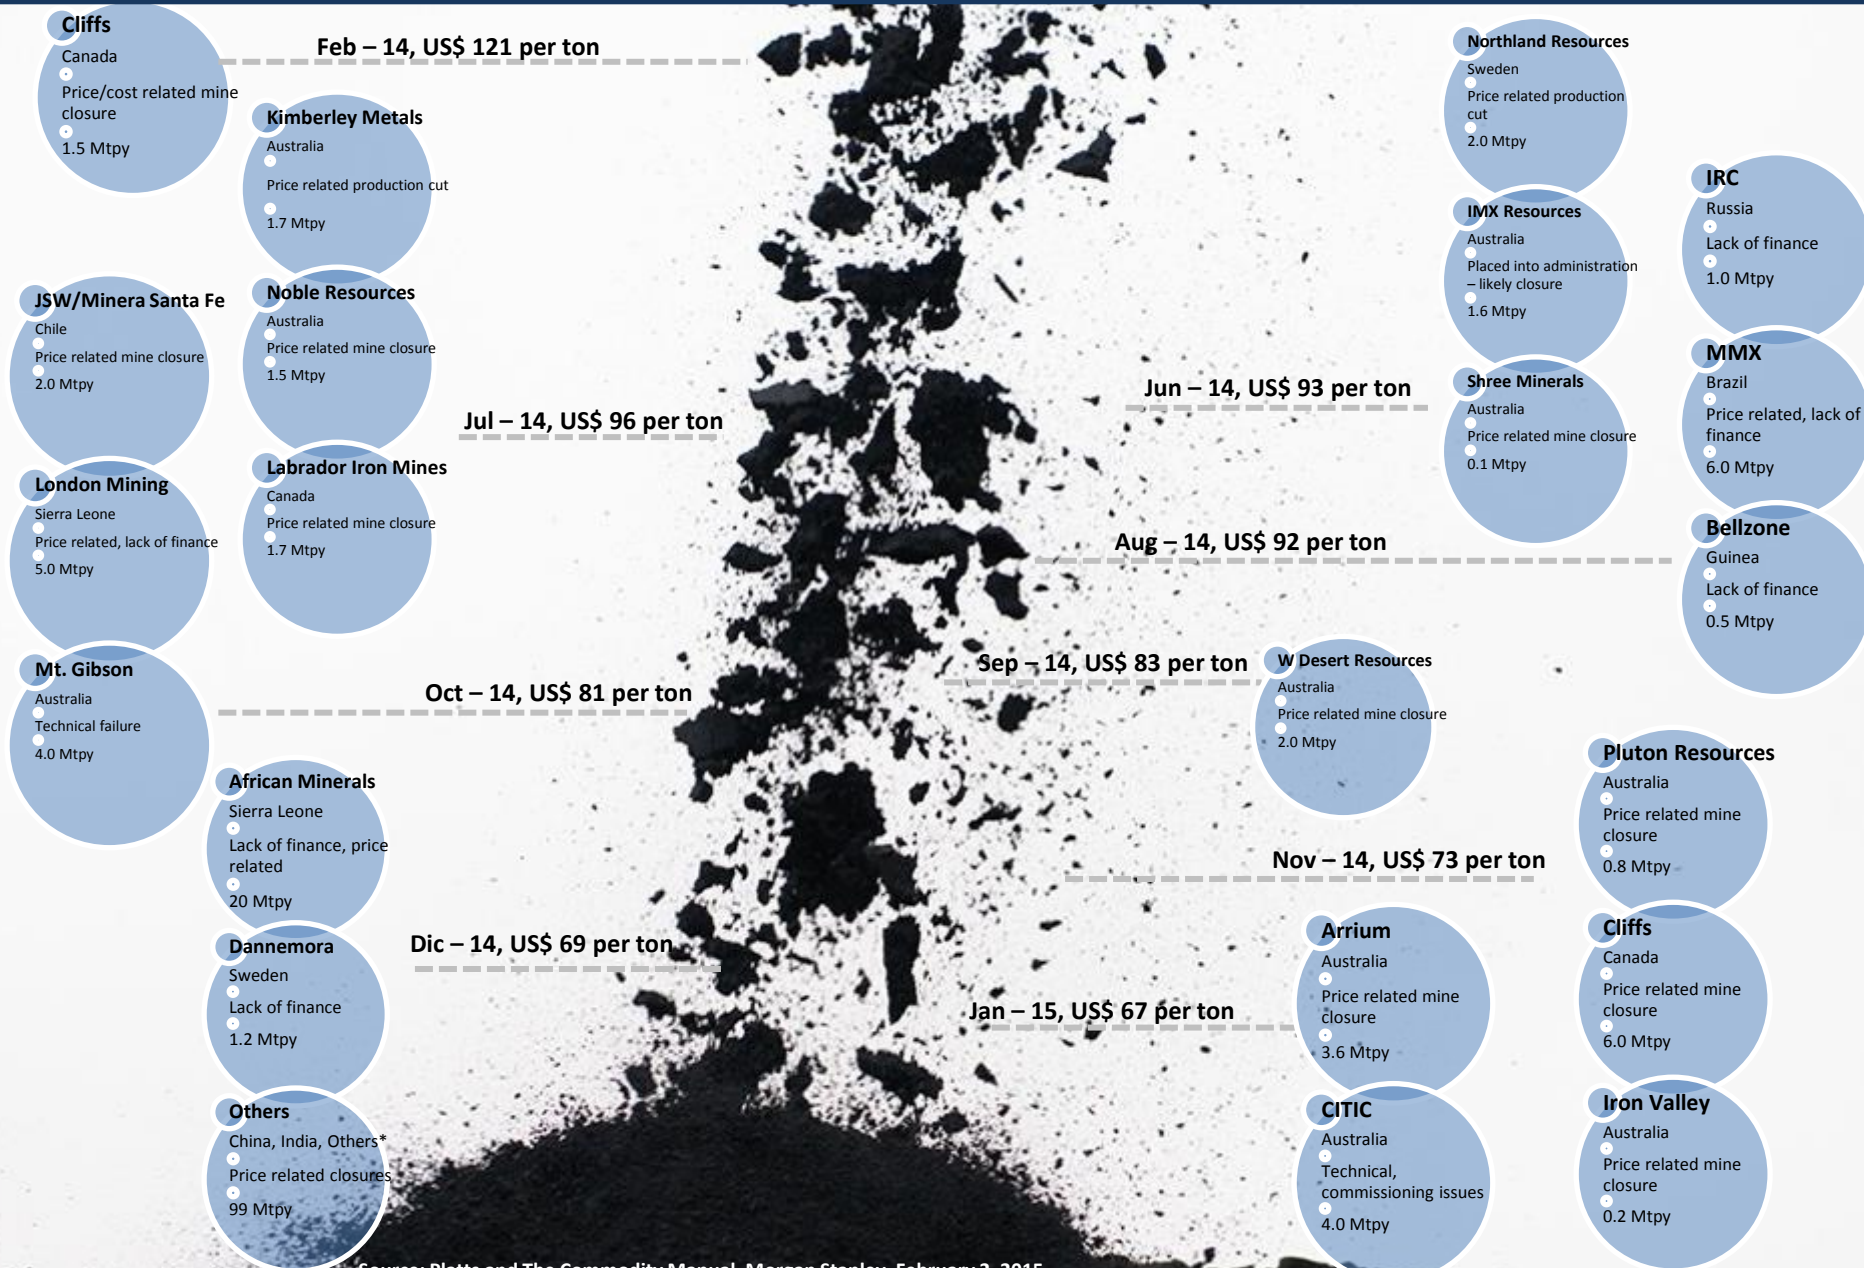 Cliffs
Canada
Price/cost related mine
closure
1.5 Mtpy
Feb – 14, US$ 121 per ton
Kimberley Metals
Australia
Price related production cut
1.7 Mtpy
Noble Resources
Australia
Price related mine closure
1.5 Mtpy
Labrador Iron Mines
Canada
Price related mine closure
1.7 Mtpy
Jul – 14, US$ 96 per ton
JSW/Minera Santa Fe
Chile
Price related mine closure
2.0 Mtpy
London Mining
Sierra Leone
Price related, lack of finance
5.0 Mtpy
Mt. Gibson
Australia
Technical failure
4.0 Mtpy
Oct – 14, US$ 81 per ton
African Minerals
Sierra Leone
Lack of finance, price
related
20 Mtpy
Dannemora
Sweden
Lack of finance
1.2 Mtpy
Others
China, India, Others*
Price related closures
99 Mtpy
Dic – 14, US$ 69 per ton
Northland Resources
Sweden
Price related production
cut
2.0 Mtpy
IMX Resources
Australia
Placed into administration
– likely closure
1.6 Mtpy
Shree Minerals
Australia
Price related mine closure
0.1 Mtpy
Jun – 14, US$ 93 per ton
IRC
Russia
Lack of finance
1.0 Mtpy
MMX
Brazil
Price related, lack of
finance
6.0 Mtpy
Bellzone
Guinea
Lack of finance
0.5 Mtpy
Aug – 14, US$ 92 per ton
Sep – 14, US$ 83 per ton
W Desert Resources
Australia
Price related mine closure
2.0 Mtpy
Nov – 14, US$ 73 per ton
Pluton Resources
Australia
Price related mine
closure
0.8 Mtpy
Cliffs
Canada
Price related mine
closure
6.0 Mtpy
Iron Valley
Australia
Price related mine
closure
0.2 Mtpy
Jan – 15, US$ 67 per ton
Arrium
Australia
Price related mine
closure
3.6 Mtpy
CITIC
Australia
Technical,
commissioning issues
4.0 Mtpy
Source: Platts and The Commodity Manual, Morgan Stanley, February 3, 2015